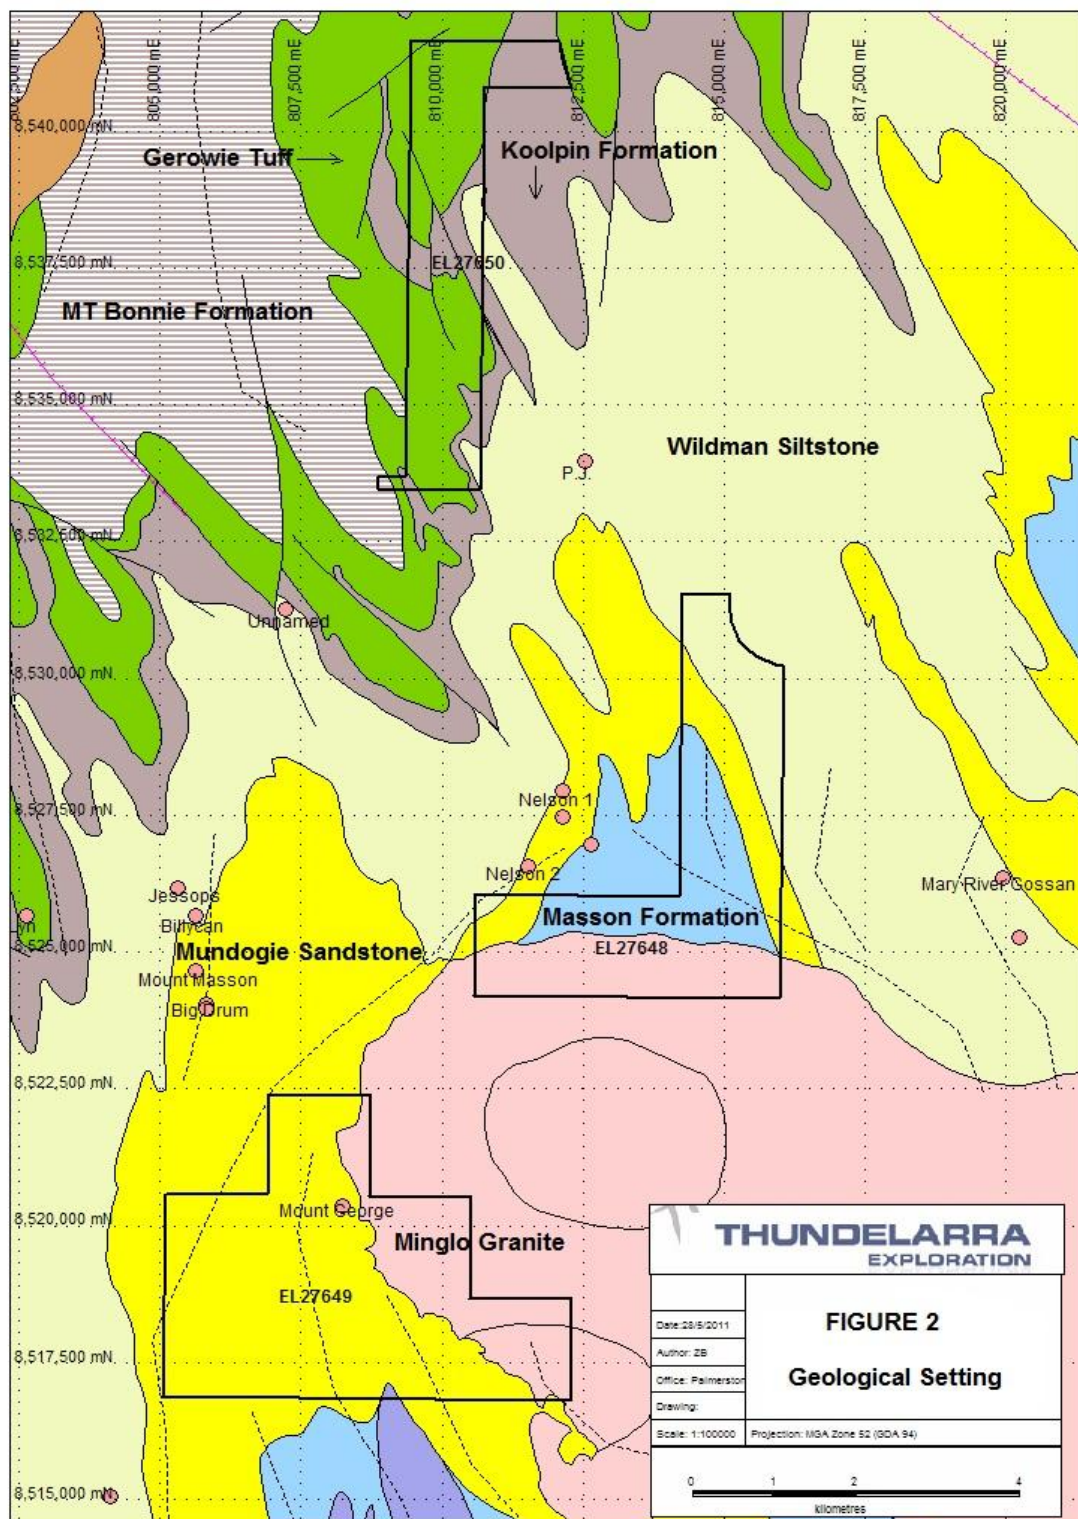 805,000 mE
807,500 mE
810,000 mE
812,500 mE
815,000 mE
817,500 mE
820,000 mE
8,540,000 mN
Gerowie Tuff
Koolpin Formation
8,537,500 mN
EL27650
MT Bonnie Formation
8,535,000 mN
Wildman Siltstone
P.J.
8,532,500 mN
Unnamed
8,530,000 mN
8,527,500 mN
Nelson 1
Nelson 2
Mary River Gossan
Jessops
Billycan
Masson Formation
8,525,000 mN
Mundogie Sandstone
EL27648
Mount Masson
Big Drum
8,522,500 mN
8,520,000 mN
Mount George
Minglo Granite
EL27649
8,517,500 mN
8,515,000 mN
THUNDELARRA
EXPLORATION
FIGURE 2
Geological Setting
Date:28/5/2011
Author: ZB
Office: Palmerston
Drawing:
Scale: 1:100000
Projection: MGA Zone 52 (GDA 94)
0 1 2 4
kilometres